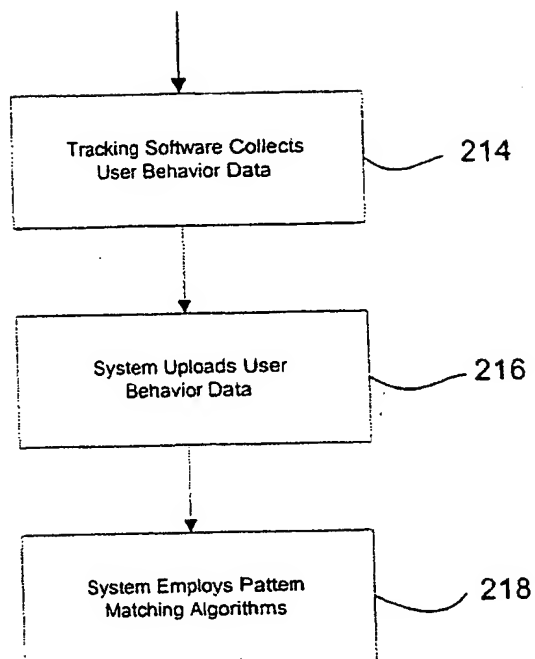 Tracking Software Collects
User Behavior Data
214
System Uploads User
Behavior Data
216
System Employs Pattern
Matching Algorithms
218